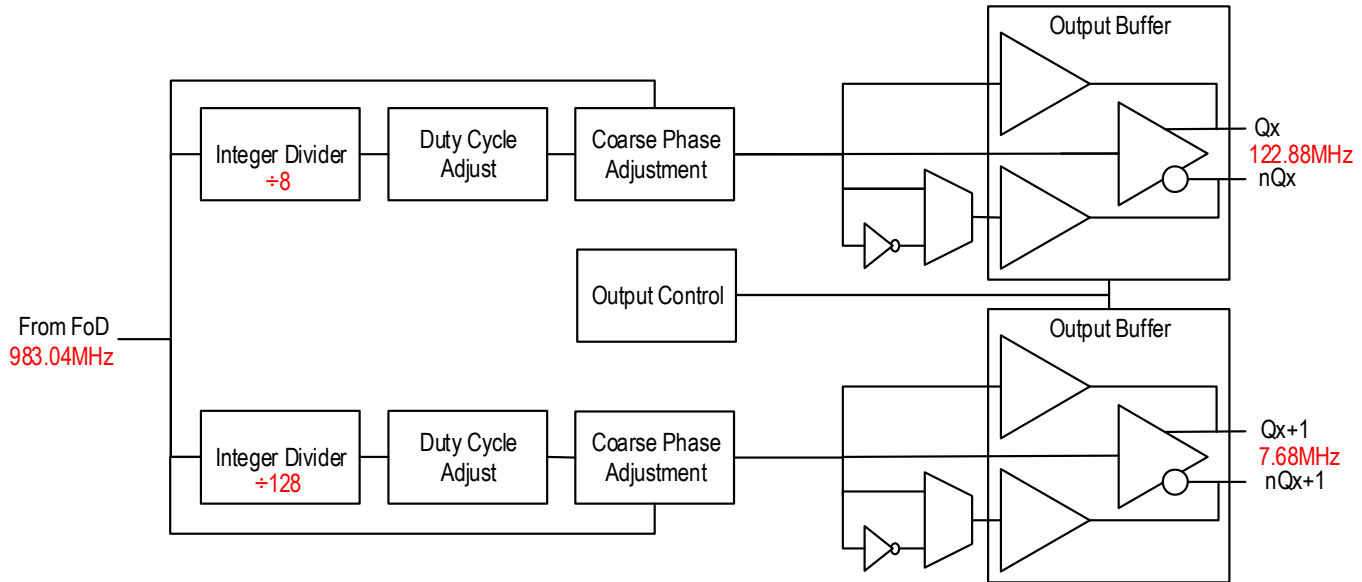 Output Buffer
Integer Divider
÷8
Duty Cycle
Adjust
Coarse Phase
Adjustment
Qx
122.88MHz
nQx
Output Control
From FoD
983.04MHz
Output Buffer
Integer Divider
÷128
Duty Cycle
Adjust
Coarse Phase
Adjustment
Qx+1
7.68MHz
nQx+1